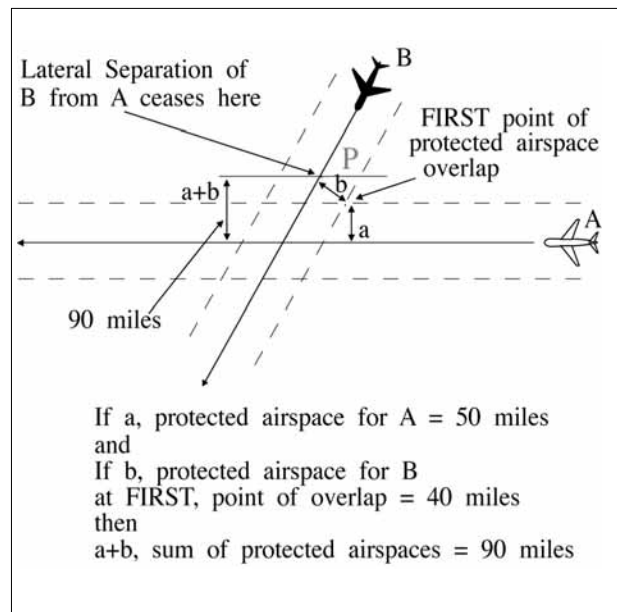 Lateral Separation of
B from A ceases here
B
FIRST point of
protected airspace
overlap
P
b
a+b
a
A
90 miles
If a, protected airspace for A = 50 miles
and
If b, protected airspace for B
at FIRST, point of overlap = 40 miles
then
a+b, sum of protected airspaces = 90 miles